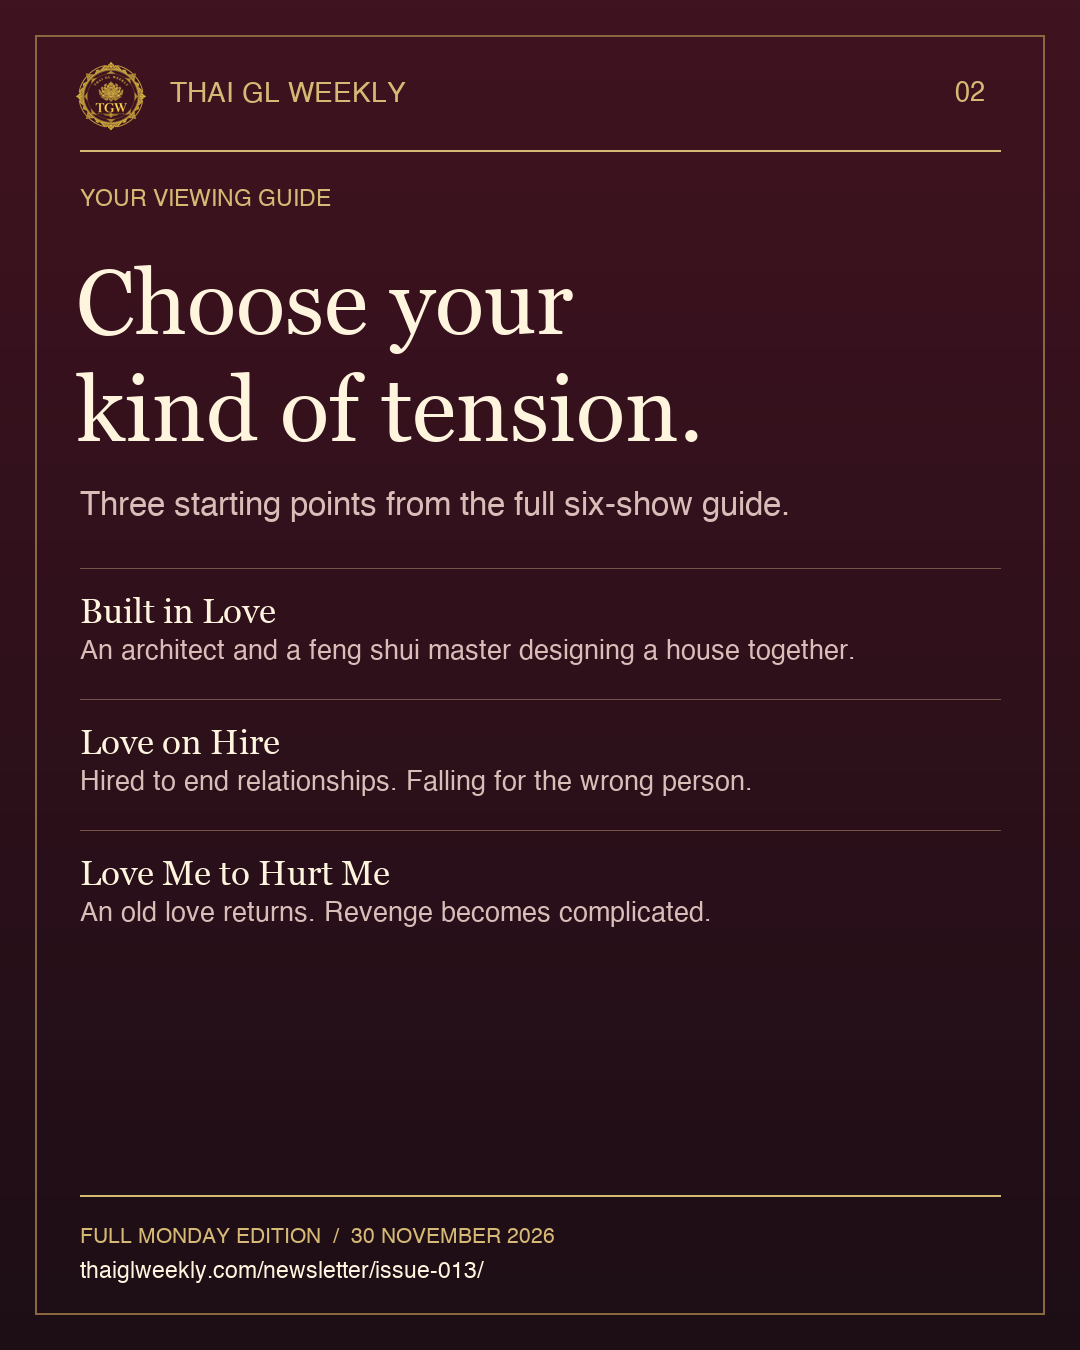 TGW
THAI GL WEEKLY
02
YOUR VIEWING GUIDE
Choose your
kind of tension.
Three starting points from the full six-show guide.
Built in Love
An architect and a feng shui master designing a house together.
Love on Hire
Hired to end relationships. Falling for the wrong person.
Love Me to Hurt Me
An old love returns. Revenge becomes complicated.
FULL MONDAY EDITION / 30 NOVEMBER 2026
thaiglweekly.com/newsletter/issue-013/